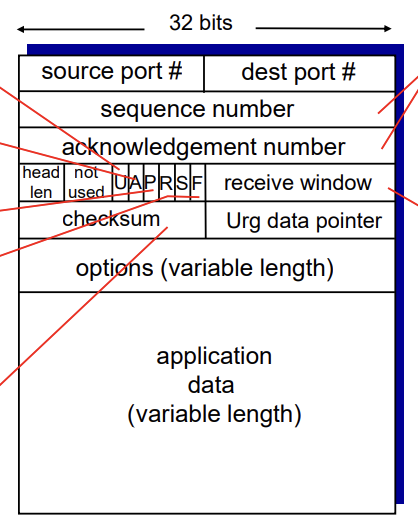 32 bits
source port # dest port #
sequence number
acknowledgement number
head len not used U A P R S F receive window
checksum Urg data pointer
options (variable length)
application
data
(variable length)